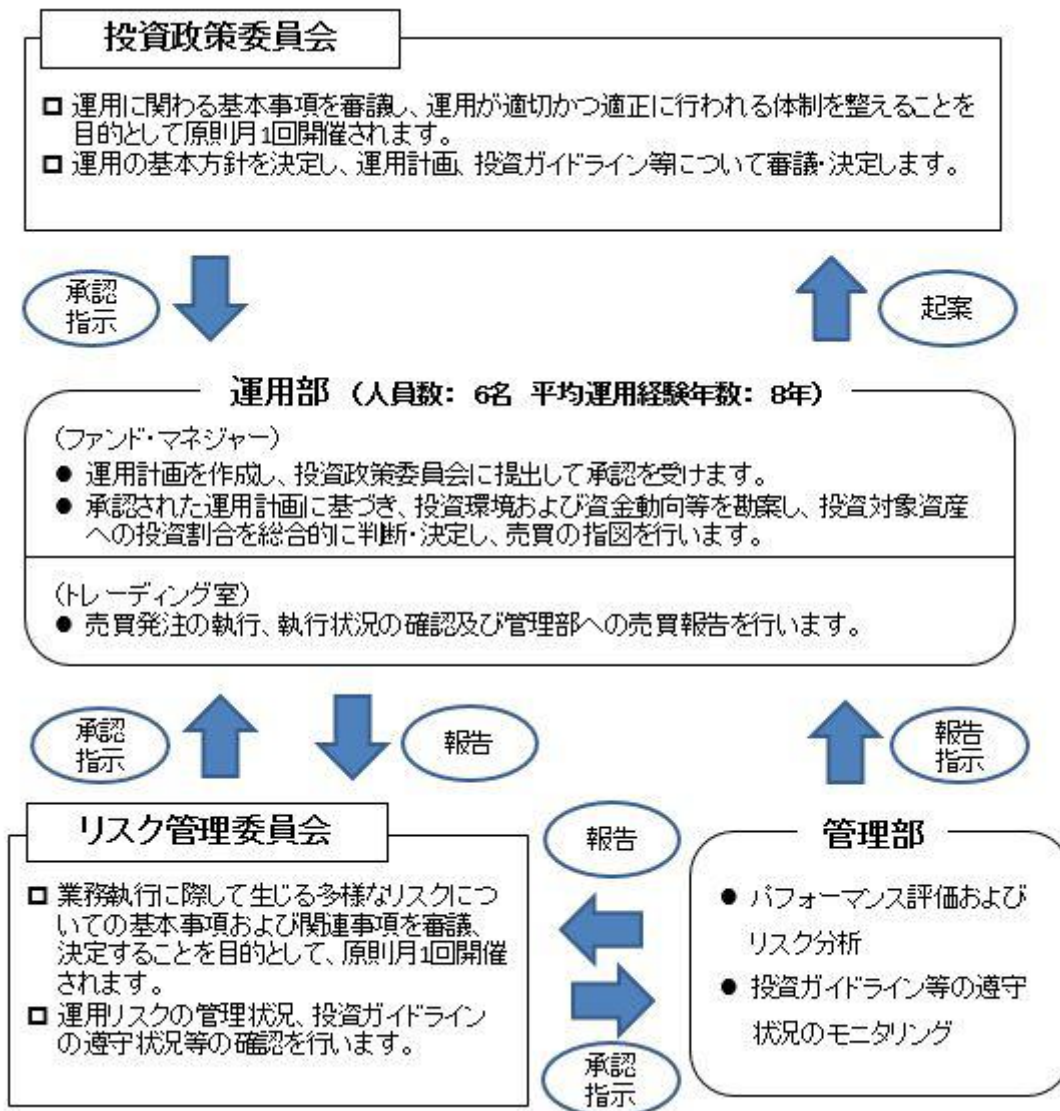 投資政策委員会
運用に関わる基本事項を審議し、運用が適切かつ適正に行われる体制を整えることを
目的として原則月1回開催されます。
運用の基本方針を決定し、運用計画、投資ガイドライン等について審議・決定します。
承認
指示
起案
運用部 (人員数: 6名 平均運用経験年数: 8年)
(ファンド・マネジャー)
● 運用計画を作成し、投資政策委員会に提出して承認を受けます。
● 承認された運用計画に基づき、投資環境および資金動向等を勘案し、投資対象資産
への投資割合を総合的に判断・決定し、売買の指図を行います。
(トレーディング室)
● 売買発注の執行、執行状況の確認及び管理部への売買報告を行います。
承認
指示
報告
報告
指示
リスク管理委員会
業務執行に際して生じる多様なリスクにつ
いての基本事項および関連事項を審議、
決定することを目的として、原則月1回開催
されます。
運用リスクの管理状況、投資ガイドライン
の遵守状況等の確認を行います。
報告
承認
指示
管理部
● パフォーマンス評価および
リスク分析
● 投資ガイドライン等の遵守
状況のモニタリング